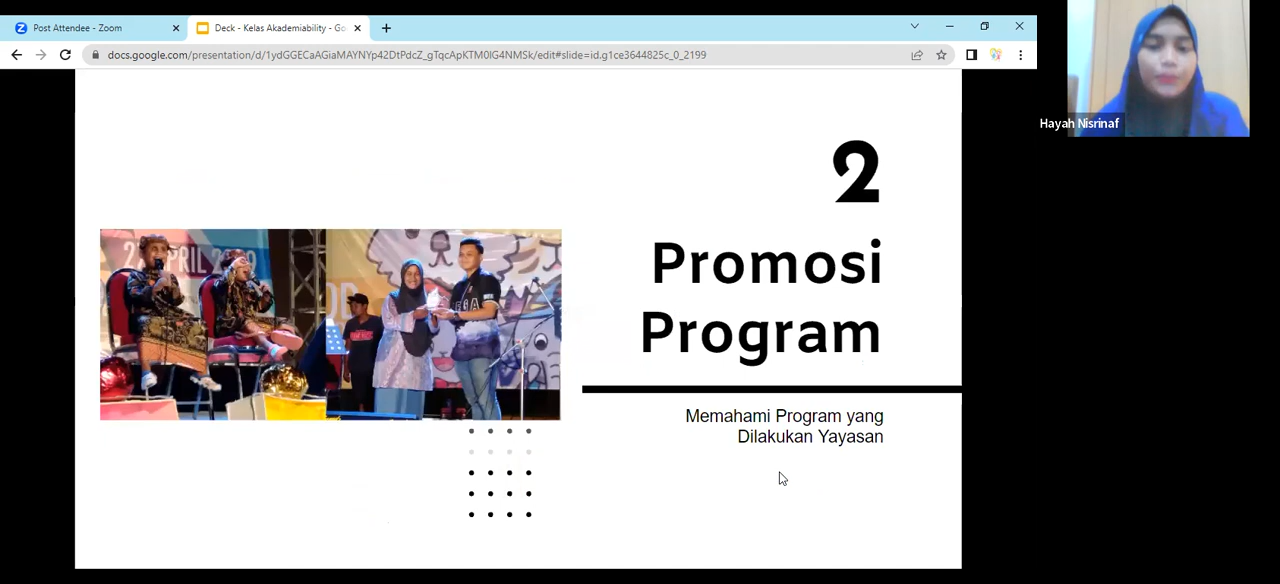 Post Attendee - Zoom
Deck - Kelas Akademiability - Go
docs.google.com/presentation/d/1ydGGECaAGiaMAYNYp42DtPdcZ_gTqcApKTM0lG4NMSk/edit#slide=id.g1ce3644825c_0_2199
Hayah Nisrinaf
2
Promosi
Program
Memahami Program yang
Dilakukan Yayasan